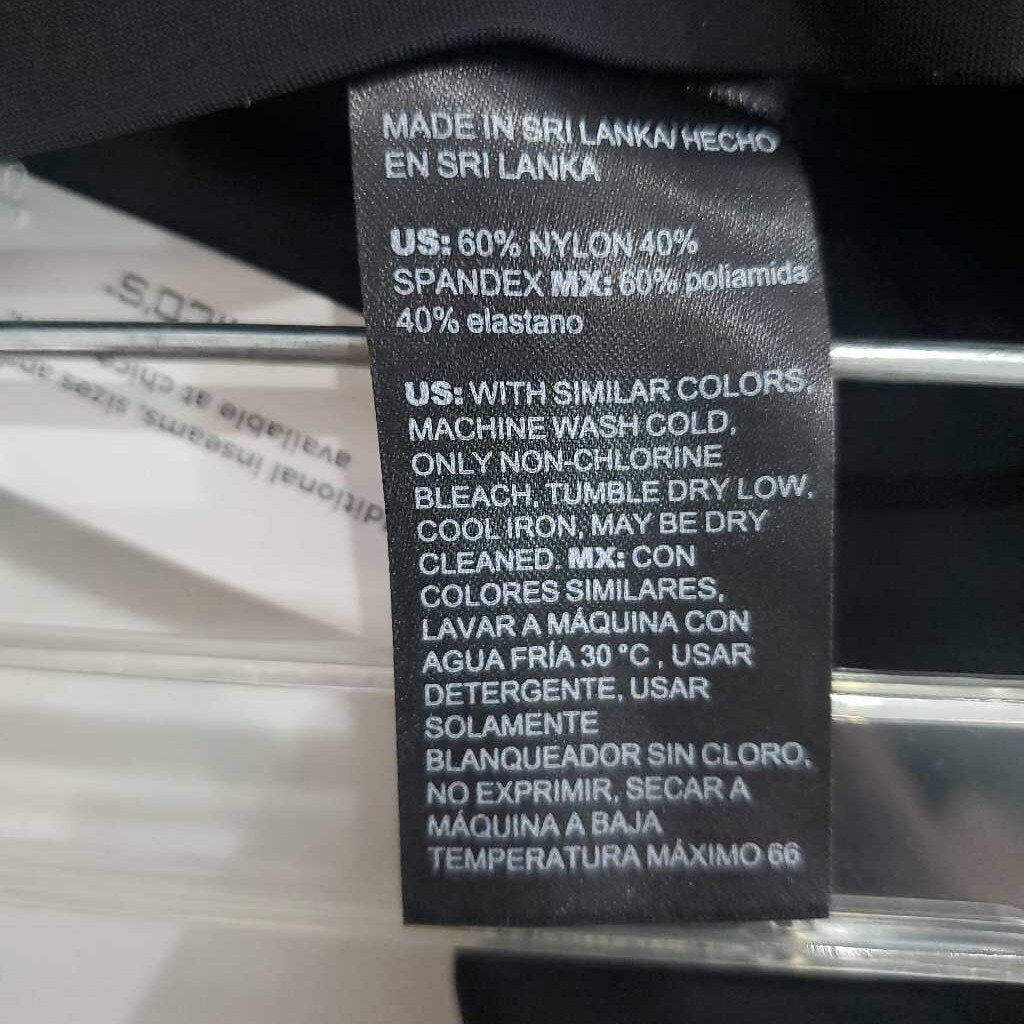 MADE IN SRI LANKA/ HECHO
EN SRI LANKA
US: 60% NYLON 40%
SPANDEX MX: 60% poliamida
40% elastano
US: WITH SIMILAR COLORS,
MACHINE WASH COLD,
ONLY NON-CHLORINE
BLEACH, TUMBLE DRY LOW,
COOL IRON, MAY BE DRY
CLEANED. MX: CON
COLORES SIMILARES,
LAVAR A MÁQUINA CON
AGUA FRÍA 30 °C , USAR
DETERGENTE, USAR
SOLAMENTE
BLANQUEADOR SIN CLORO,
NO EXPRIMIR, SECAR A
MÁQUINA A BAJA
TEMPERATURA MÁXIMO 66
inseams, sizes
available at